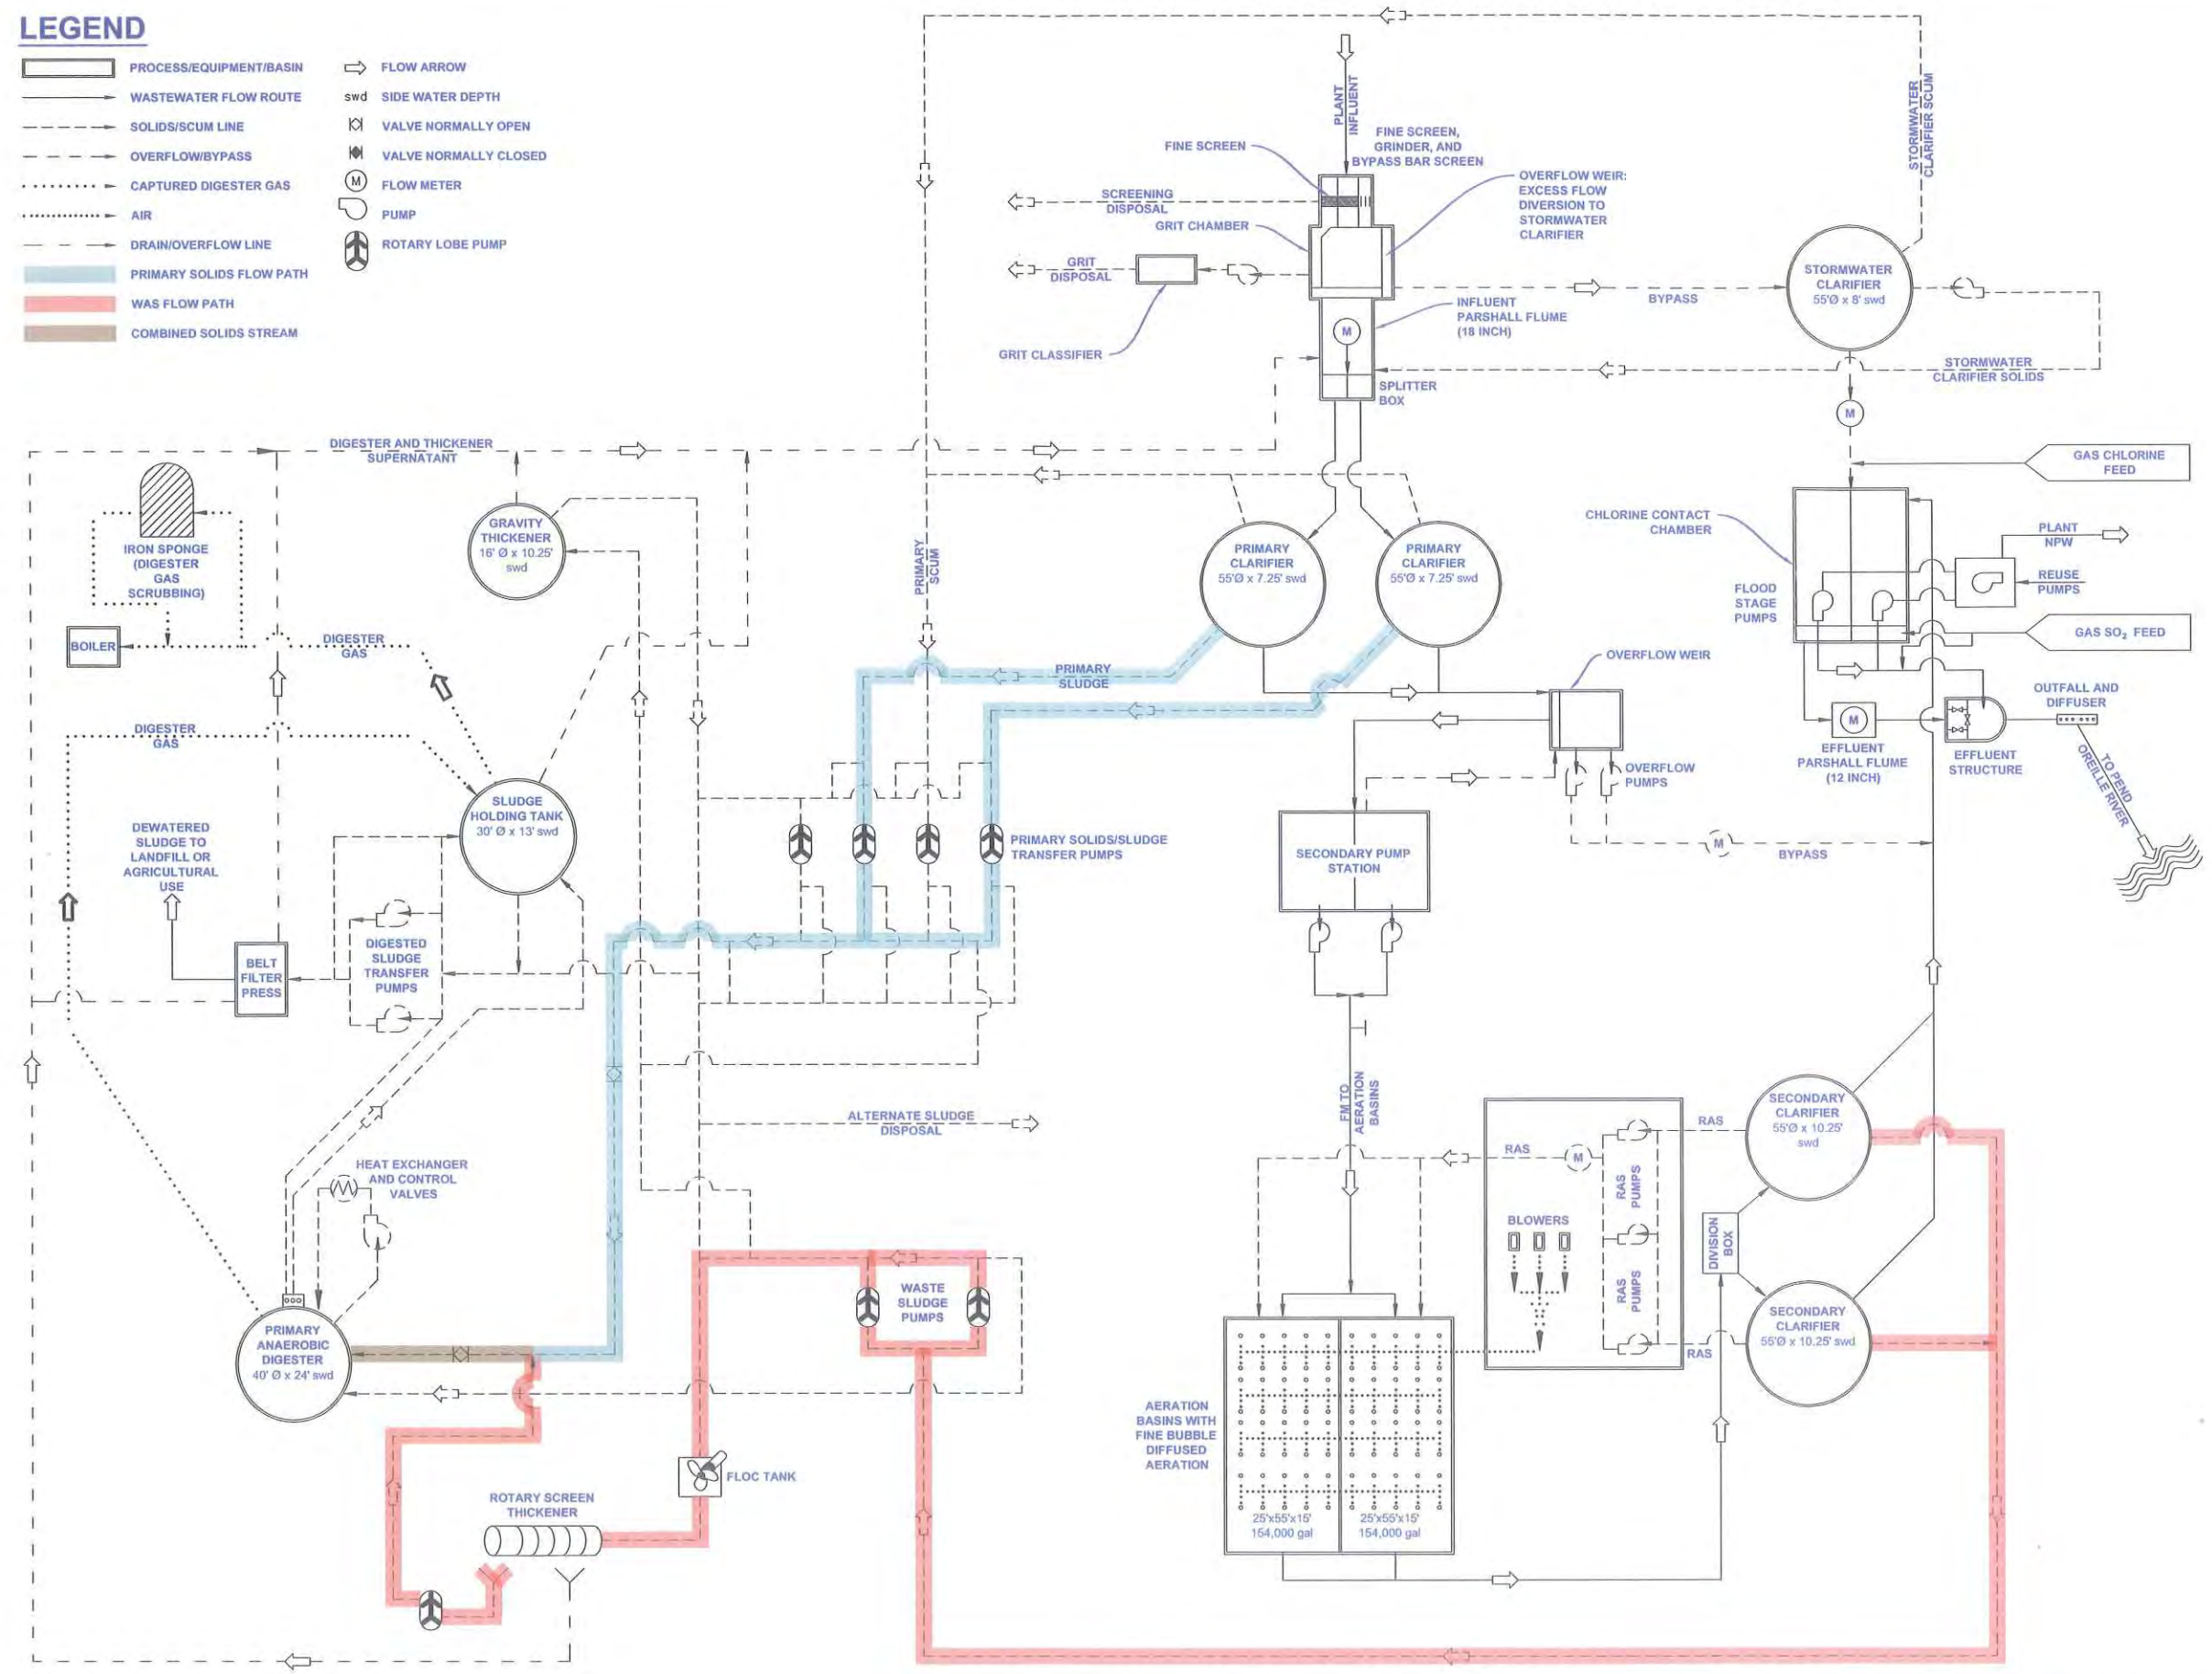 LEGEND
PROCESS/EQUIPMENT/BASIN
WASTEWATER FLOW ROUTE
SOLIDS/SCUM LINE
OVERFLOW/BYPASS
CAPTURED DIGESTER GAS
AIR
DRAIN/OVERFLOW LINE
PRIMARY SOLIDS FLOW PATH
WAS FLOW PATH
COMBINED SOLIDS STREAM
FLOW ARROW
swd SIDE WATER DEPTH
VALVE NORMALLY OPEN
VALVE NORMALLY CLOSED
M FLOW METER
PUMP
ROTARY LOBE PUMP
PLANT
INFLUENT
FINE SCREEN
FINE SCREEN,
GRINDER, AND
BYPASS BAR SCREEN
SCREENING
DISPOSAL
GRIT CHAMBER
GRIT
DISPOSAL
GRIT CLASSIFIER
OVERFLOW WEIR:
EXCESS FLOW
DIVERSION TO
STORMWATER
CLARIFIER
M
INFLUENT
PARSHALL FLUME
(18 INCH)
SPLITTER
BOX
BYPASS
STORMWATER
CLARIFIER SCUM
STORMWATER
CLARIFIER
55'Ø x 8' swd
STORMWATER
CLARIFIER SOLIDS
M
GAS CHLORINE
FEED
CHLORINE CONTACT
CHAMBER
PLANT
NPW
REUSE
PUMPS
FLOOD
STAGE
PUMPS
GAS SO₂ FEED
DIGESTER AND THICKENER
SUPERNATANT
GRAVITY
THICKENER
16' Ø x 10.25'
swd
IRON SPONGE
(DIGESTER
GAS
SCRUBBING)
BOILER
DIGESTER
GAS
DIGESTER
GAS
PRIMARY
SCUM
PRIMARY
CLARIFIER
55'Ø x 7.25' swd
PRIMARY
CLARIFIER
55'Ø x 7.25' swd
PRIMARY
SLUDGE
OVERFLOW WEIR
OVERFLOW
PUMPS
M
BYPASS
M
EFFLUENT
PARSHALL FLUME
(12 INCH)
EFFLUENT
STRUCTURE
OUTFALL AND
DIFFUSER
TO PEND
OREILLE RIVER
SLUDGE
HOLDING TANK
30' Ø x 13' swd
DEWATERED
SLUDGE TO
LANDFILL OR
AGRICULTURAL
USE
PRIMARY SOLIDS/SLUDGE
TRANSFER PUMPS
SECONDARY PUMP
STATION
BELT
FILTER
PRESS
DIGESTED
SLUDGE
TRANSFER
PUMPS
FM TO
AERATION
BASINS
ALTERNATE SLUDGE
DISPOSAL
HEAT EXCHANGER
AND CONTROL
VALVES
RAS
M
RAS
PUMPS
RAS
SECONDARY
CLARIFIER
55'Ø x 10.25'
swd
BLOWERS
RAS
PUMPS
RAS
DIVISION
BOX
SECONDARY
CLARIFIER
55'Ø x 10.25' swd
WASTE
SLUDGE
PUMPS
PRIMARY
ANAEROBIC
DIGESTER
40' Ø x 24' swd
AERATION
BASINS WITH
FINE BUBBLE
DIFFUSED
AERATION
25'x55'x15'
154,000 gal
25'x55'x15'
154,000 gal
FLOC TANK
ROTARY SCREEN
THICKENER